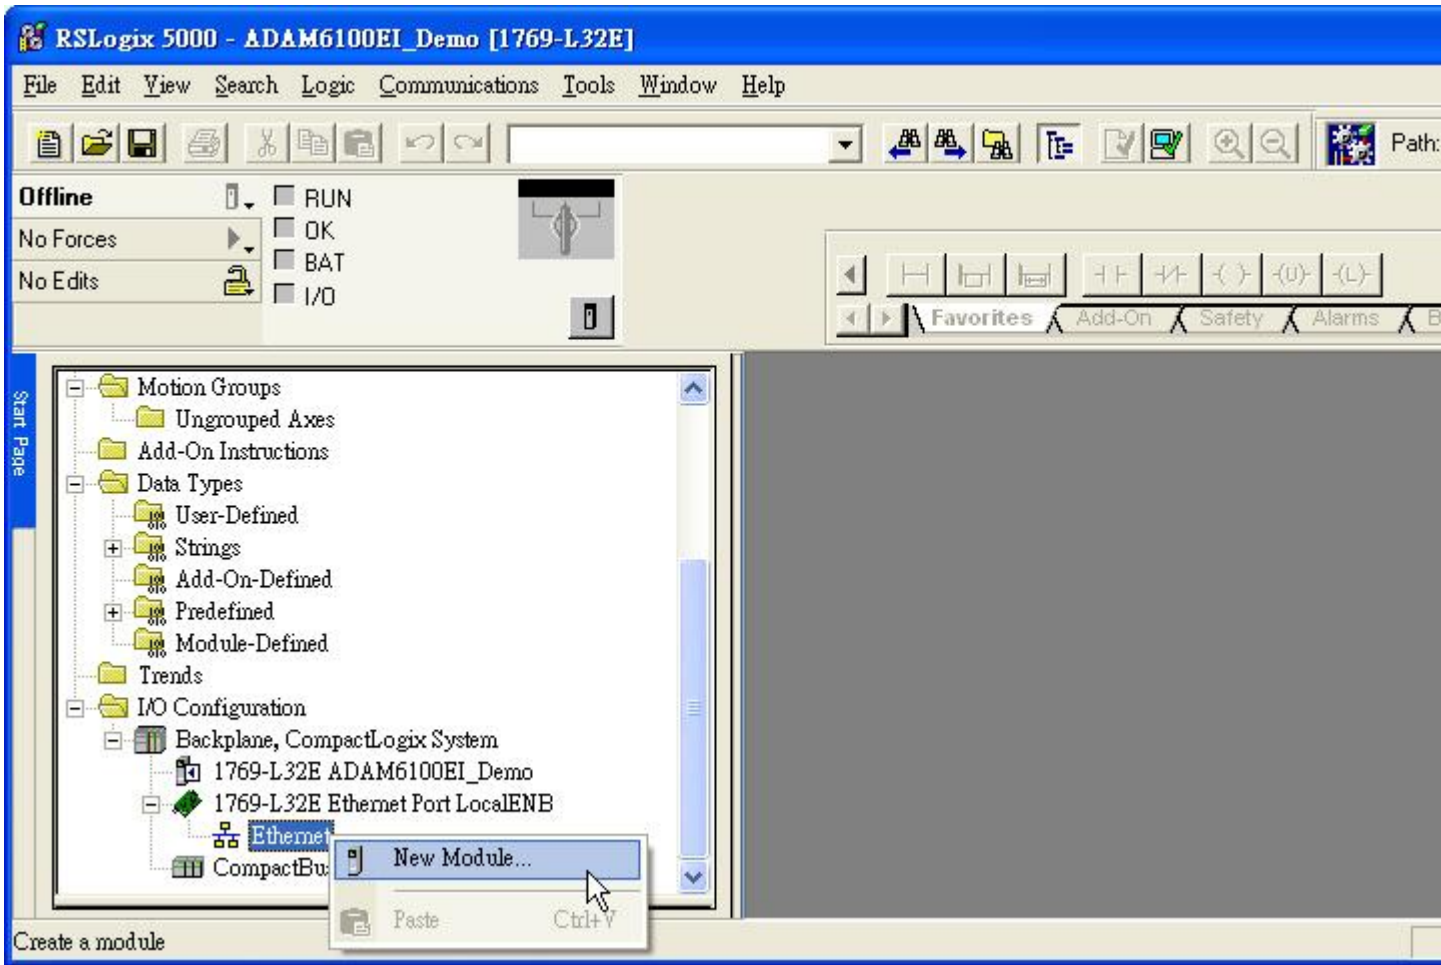 RSLogix 5000 - ADAM6100EI_Demo [1769-L32E]
File Edit View Search Logic Communications Tools Window Help
Path:
Offline
RUN
No Forces
OK
No Edits
BAT
I/O
Favorites Add-On Safety Alarms B
Start Page
Motion Groups
Ungrouped Axes
Add-On Instructions
Data Types
User-Defined
Strings
Add-On-Defined
Predefined
Module-Defined
Trends
I/O Configuration
Backplane, CompactLogix System
1769-L32E ADAM6100EI_Demo
1769-L32E Ethernet Port LocalENB
Ethernet
New Module...
CompactBu
Paste Ctrl+V
Create a module